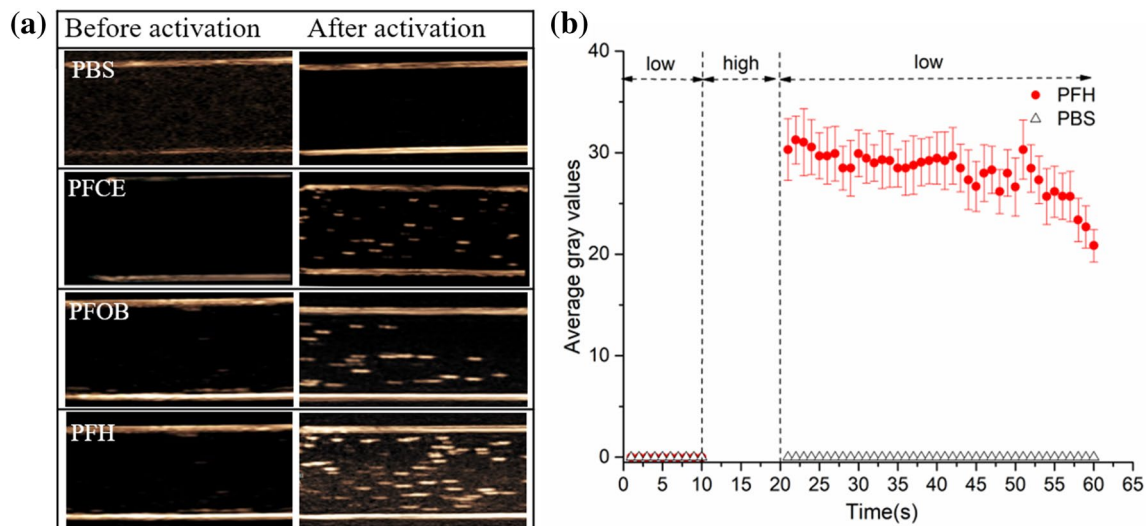 (a)
Before activation After activation
PBS
PFCE
PFOB
PFH
(b)
40
30
20
10
0
Average gray values
low high low
PFH
PBS
0 5 10 15 20 25 30 35 40 45 50 55 60 65
Time(s)